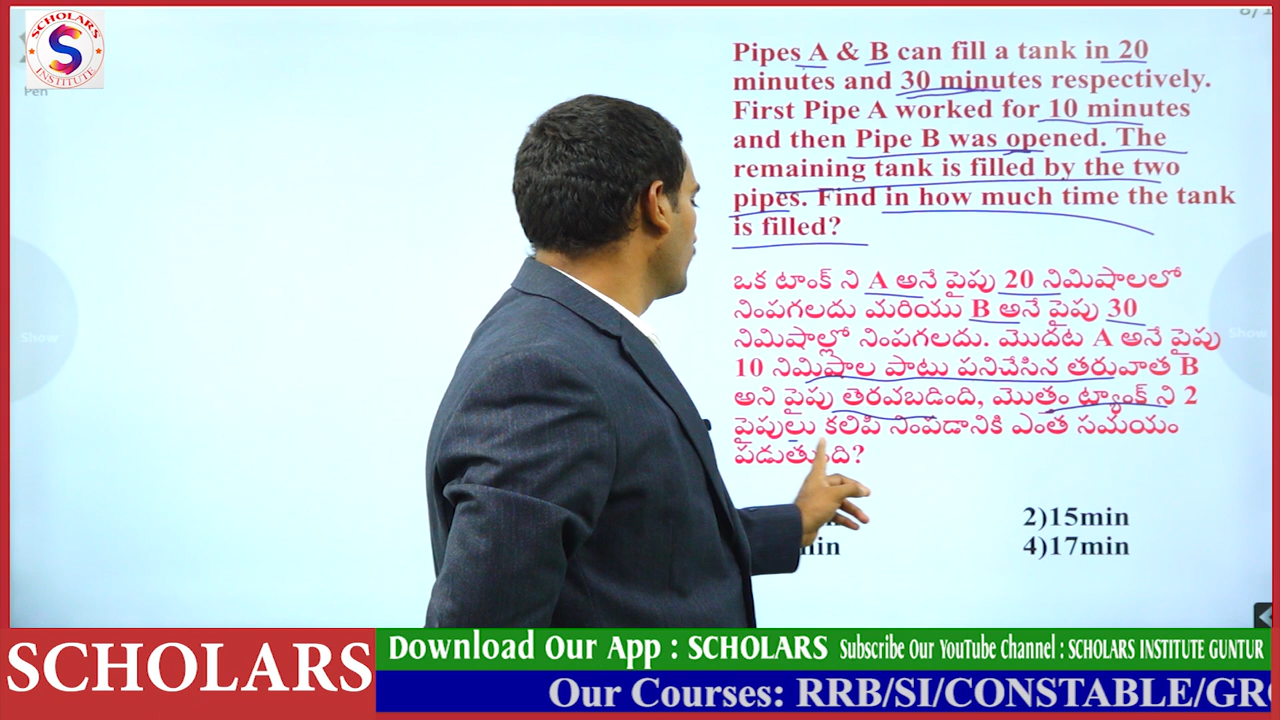 SCHOLARS
S
INSTITUTE
Pen
8/1
Pipes A & B can fill a tank in 20
minutes and 30 minutes respectively.
First Pipe A worked for 10 minutes
and then Pipe B was opened. The
remaining tank is filled by the two
pipes. Find in how much time the tank
is filled?
ఒక టాంక్ ని A అనే పైపు 20 నిమిషాలలో
నింపగలదు మరియు B అనే పైపు 30
నిమిషాల్లో నింపగలదు. మొదట A అనే పైపు
10 నిమిషాల పాటు పనిచేసిన తరువాత B
అని పైపు తెరవబడింది, మొత్తం ట్యాంక్ ని 2
పైపులు కలిపి నింపడానికి ఎంత సమయం
పడుతుంది?
2)15min
4)17min
Show
Show
SCHOLARS
Download Our App : SCHOLARS Subscribe Our YouTube Channel : SCHOLARS INSTITUTE GUNTUR
Our Courses: RRB/SI/CONSTABLE/GR